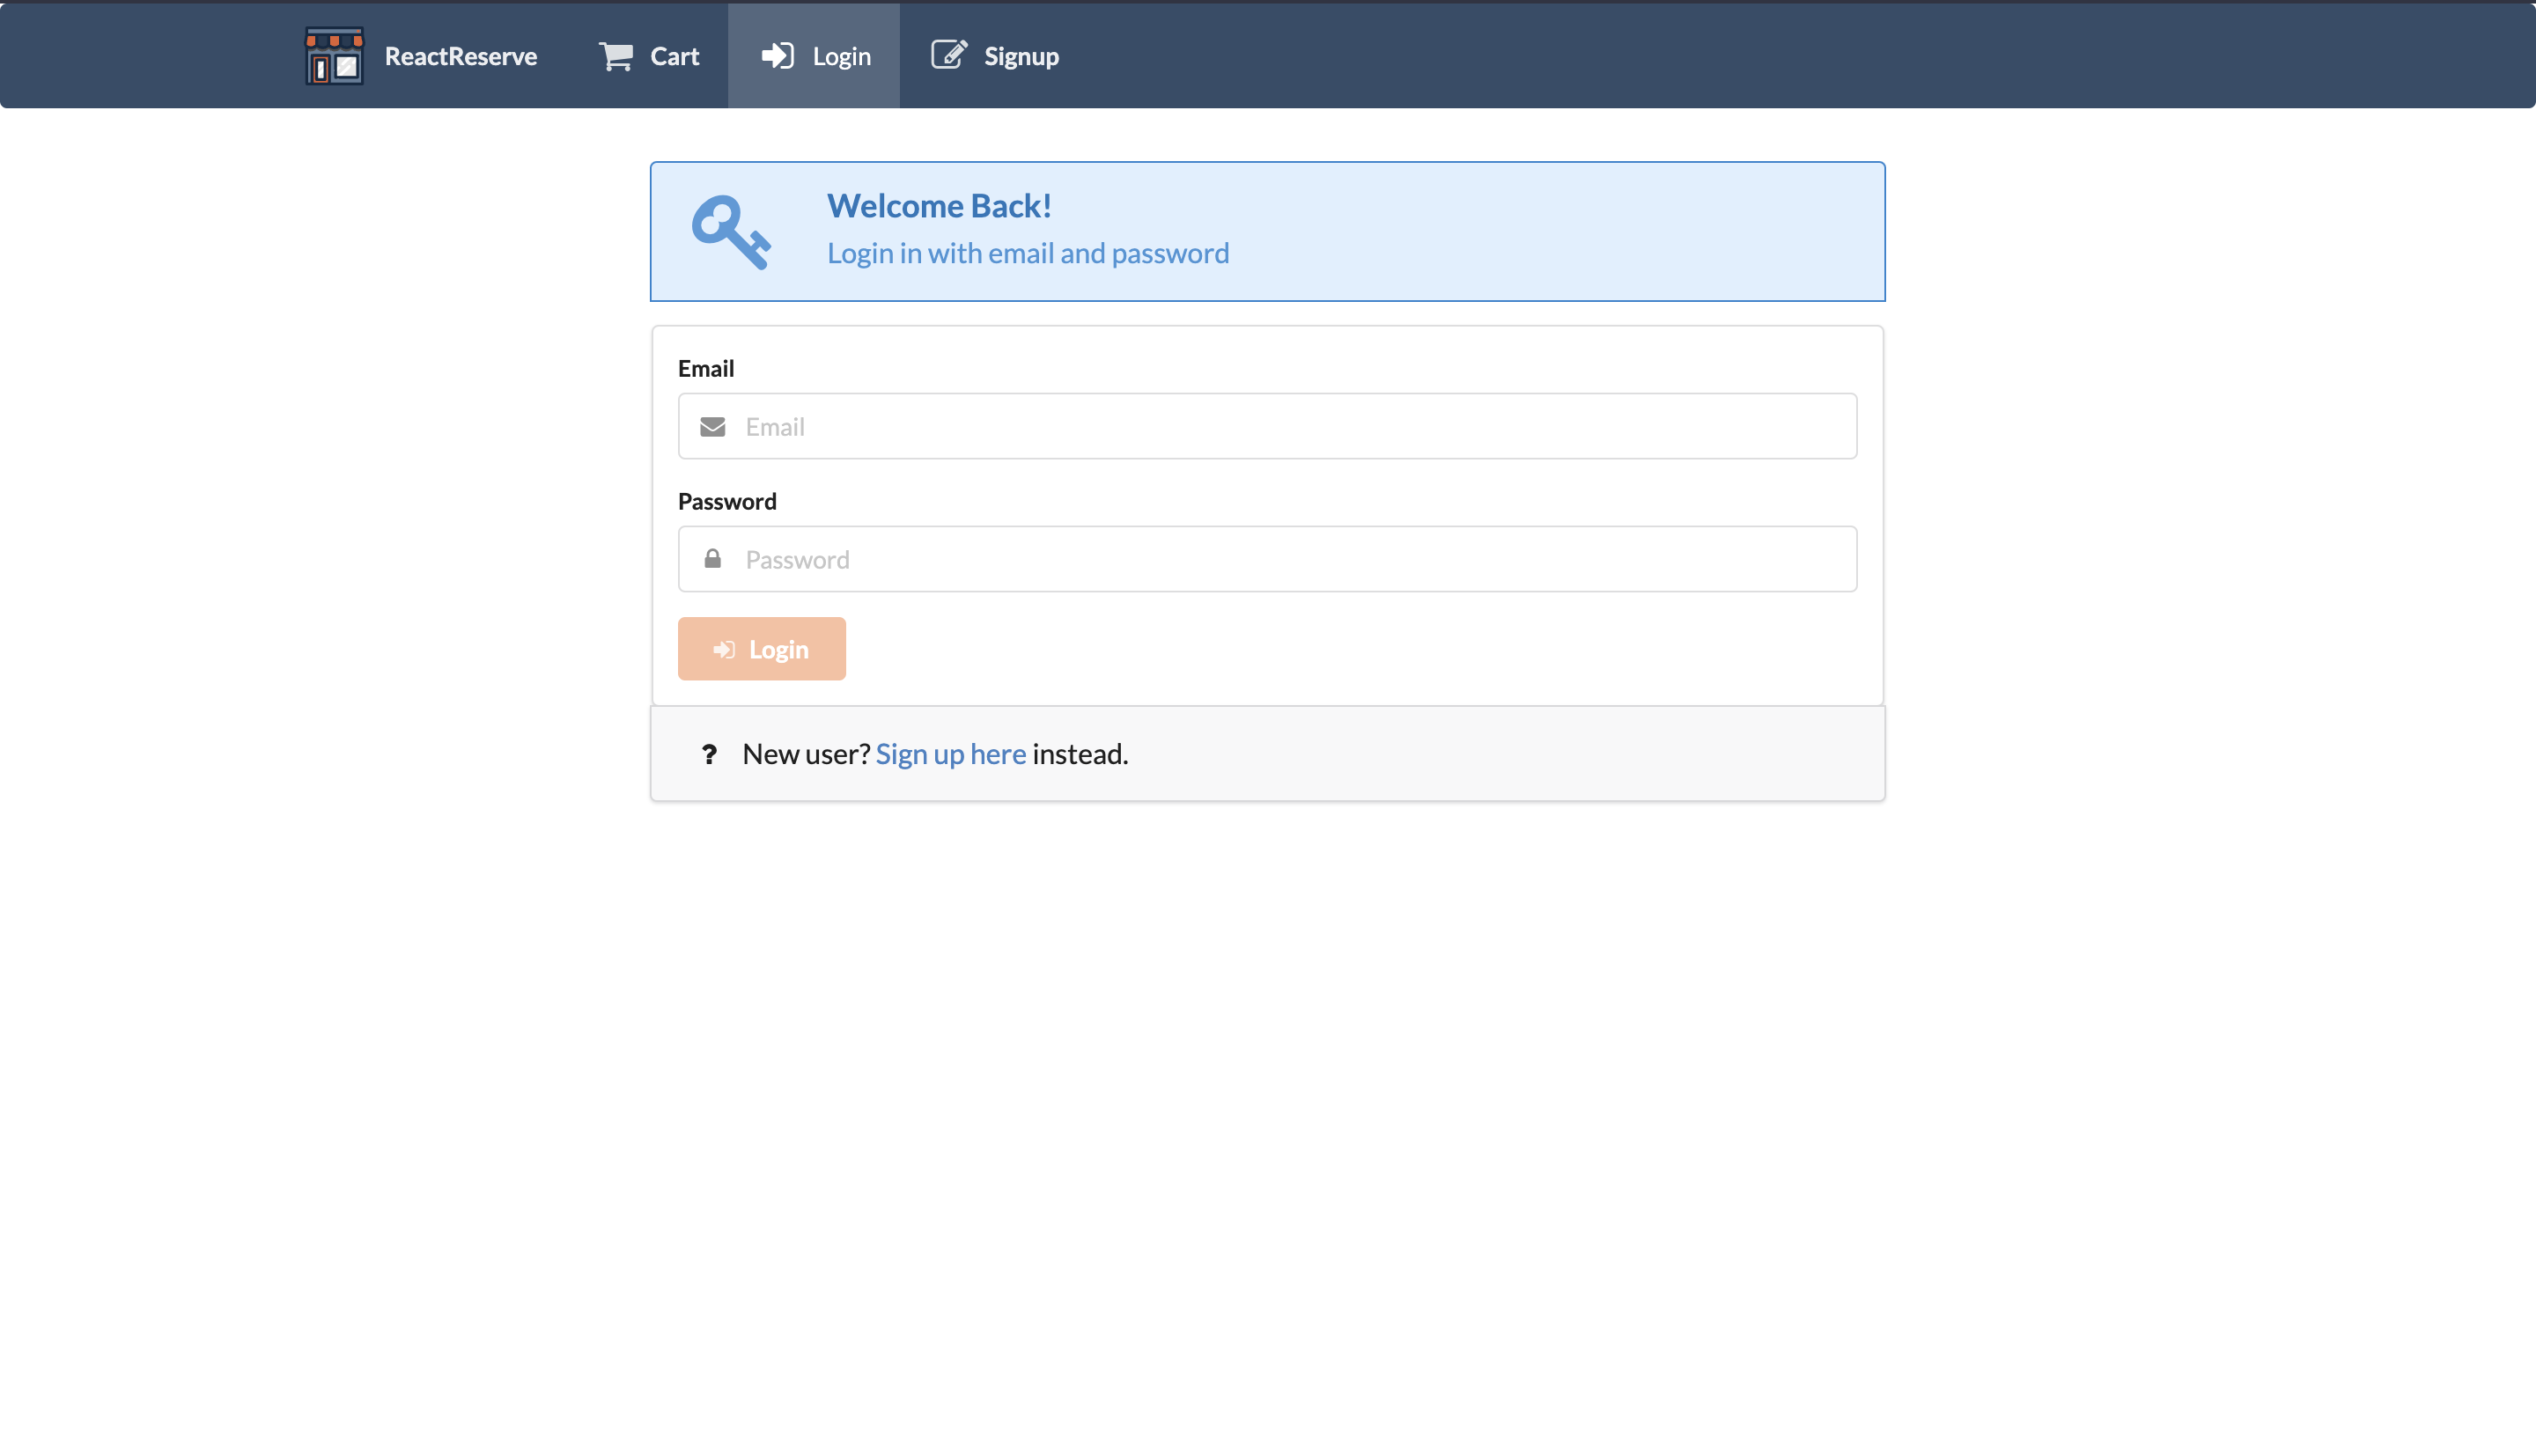 ReactReserve Cart Login Signup
Welcome Back!
Login in with email and password
Email
Email
Password
Password
Login
? New user? Sign up here instead.